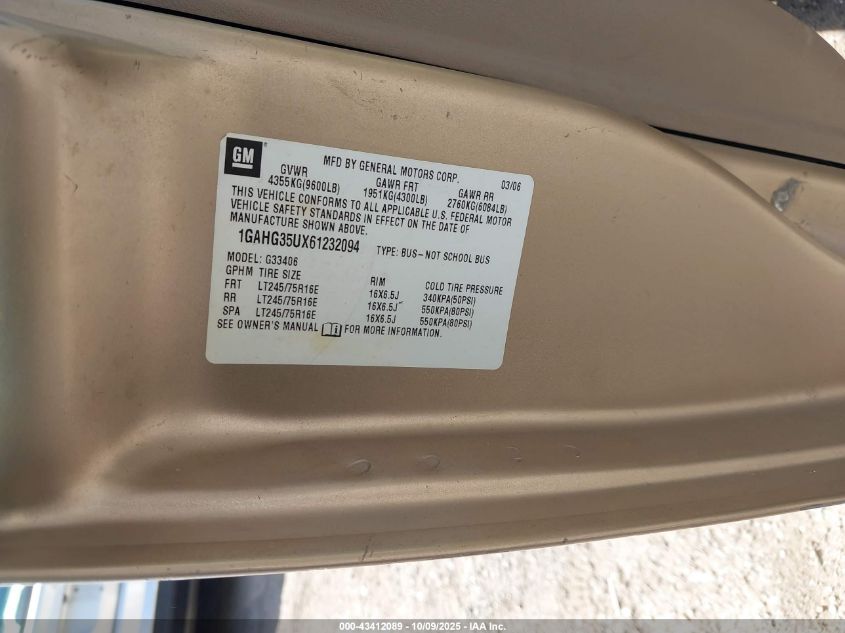 GM
MFD BY GENERAL MOTORS CORP. 03/06
GVWR GAWR FRT GAWR RR
4355KG(9600LB) 1951KG(4300LB) 2760KG(6084LB)
THIS VEHICLE CONFORMS TO ALL APPLICABLE U.S. FEDERAL MOTOR
VEHICLE SAFETY STANDARDS IN EFFECT ON THE DATE OF
MANUFACTURE SHOWN ABOVE.
1GAHG35UX61232094 TYPE: BUS-NOT SCHOOL BUS
MODEL: G33406
GPHM TIRE SIZE RIM COLD TIRE PRESSURE
FRT LT245/75R16E 16X6.5J 340KPA(50PSI)
RR LT245/75R16E 16X6.5J 550KPA(80PSI)
SPA LT245/75R16E 16X6.5J 550KPA(80PSI)
SEE OWNER'S MANUAL i FOR MORE INFORMATION.
000-43412089 - 10/09/2025 - IAA Inc.